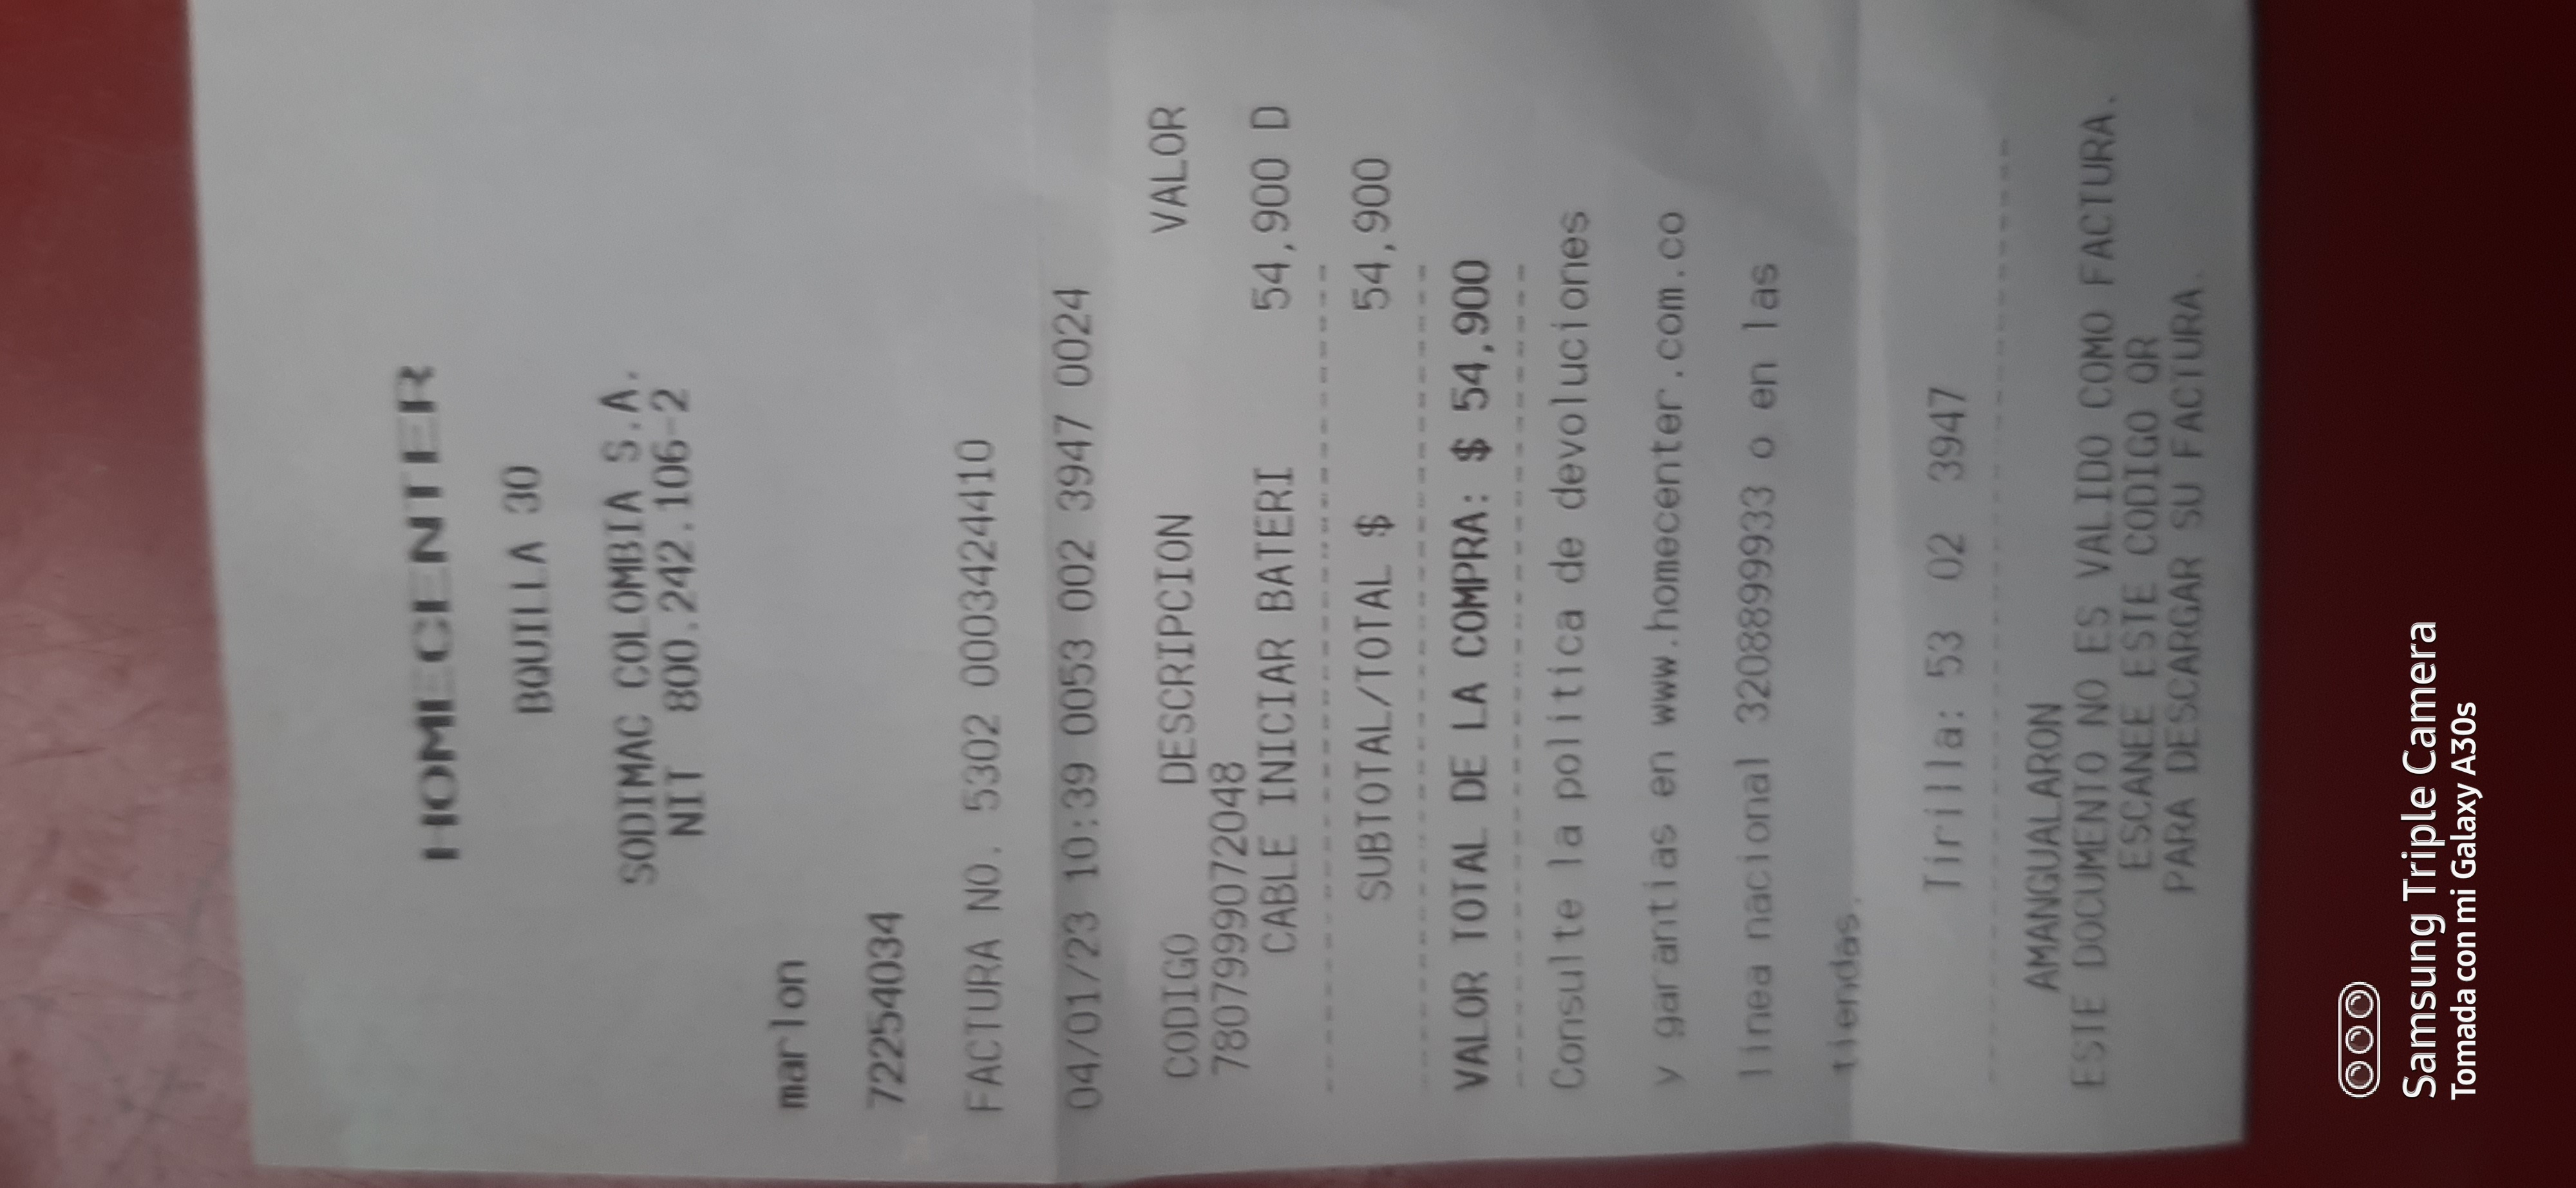 HOMECENTER
BQUILLA 30
SODIMAC COLOMBIA S.A.
NIT 800.242.106-2
marlon
72254034
FACTURA NO. 5302 000342441​0
04/01/23 10:39 0053 002 3947 0024
CODIGO DESCRIPCION VALOR
7807999072048
CABLE INICIAR BATERI 54,900 D
--------------------------------
SUBTOTAL/TOTAL $ 54,900
--------------------------------
VALOR TOTAL DE LA COMPRA: $ 54,900
--------------------------------
Consulte la politica de devoluciones
y garantias en www.homecenter.com.co
linea nacional 3208899933 o en las
tiendas.
Tirilla: 53 02 3947
--------------------------------
AMANGUALARON
ESTE DOCUMENTO NO ES VALIDO COMO FACTURA.
ESCANEE ESTE CODIGO QR
PARA DESCARGAR SU FACTURA.
Samsung Triple Camera
Tomada con mi Galaxy A30s